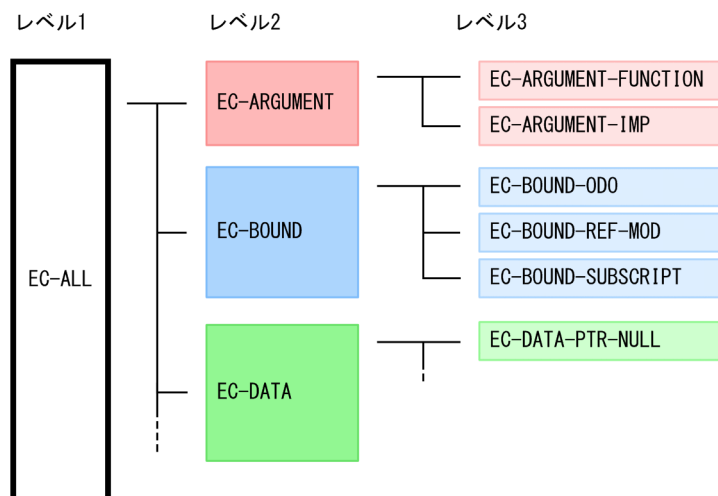 レベル1 レベル2 レベル3
EC-ARGUMENT-FUNCTION
EC-ARGUMENT
EC-ARGUMENT-IMP
EC-BOUND-ODO
EC-BOUND
EC-BOUND-REF-MOD
EC-ALL
EC-BOUND-SUBSCRIPT
EC-DATA-PTR-NULL
EC-DATA